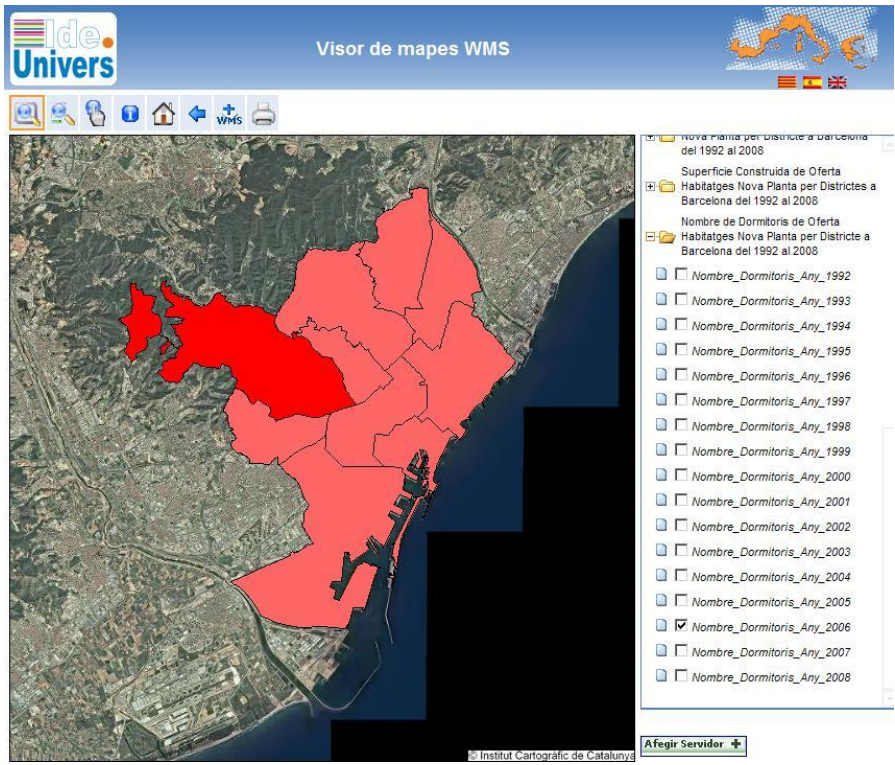 Ide.
Univers
Visor de mapes WMS
WMS
Nova Planta per Districte a Barcelona
del 1992 al 2008
Superficie Construida de Oferta
Habitatges Nova Planta per Districtes a
Barcelona del 1992 al 2008
Nombre de Dormitoris de Oferta
Habitatges Nova Planta per Districte a
Barcelona del 1992 al 2008
Nombre_Dormitoris_Any_1992
Nombre_Dormitoris_Any_1993
Nombre_Dormitoris_Any_1994
Nombre_Dormitoris_Any_1995
Nombre_Dormitoris_Any_1996
Nombre_Dormitoris_Any_1997
Nombre_Dormitoris_Any_1998
Nombre_Dormitoris_Any_1999
Nombre_Dormitoris_Any_2000
Nombre_Dormitoris_Any_2001
Nombre_Dormitoris_Any_2002
Nombre_Dormitoris_Any_2003
Nombre_Dormitoris_Any_2004
Nombre_Dormitoris_Any_2005
Nombre_Dormitoris_Any_2006
Nombre_Dormitoris_Any_2007
Nombre_Dormitoris_Any_2008
© Institut Cartogràfic de Catalunya
Afegir Servidor +